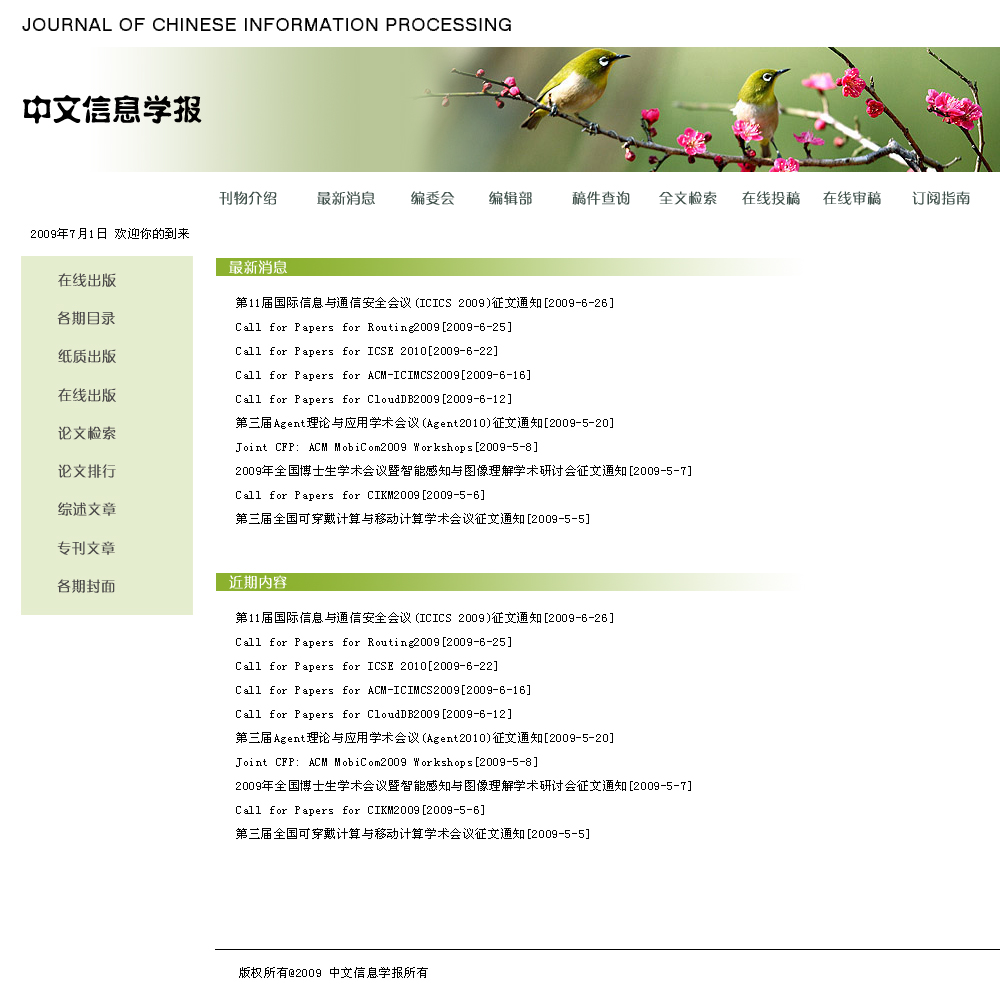 JOURNAL OF CHINESE INFORMATION PROCESSING
中文信息学报
刊物介绍 最新消息 编委会 编辑部 稿件查询 全文检索 在线投稿 在线审稿 订阅指南
2009年7月1日 欢迎你的到来
在线出版
各期目录
纸质出版
在线出版
论文检索
论文排行
综述文章
专刊文章
各期封面
最新消息
第11届国际信息与通信安全会议(ICICS 2009)征文通知[2009-6-26]
Call for Papers for Routing2009[2009-6-25]
Call for Papers for ICSE 2010[2009-6-22]
Call for Papers for ACM-ICIMCS2009[2009-6-16]
Call for Papers for CloudDB2009[2009-6-12]
第三届Agent理论与应用学术会议(Agent2010)征文通知[2009-5-20]
Joint CFP: ACM MobiCom2009 Workshops[2009-5-8]
2009年全国博士生学术会议暨智能感知与图像理解学术研讨会征文通知[2009-5-7]
Call for Papers for CIKM2009[2009-5-6]
第三届全国可穿戴计算与移动计算学术会议征文通知[2009-5-5]
近期内容
第11届国际信息与通信安全会议(ICICS 2009)征文通知[2009-6-26]
Call for Papers for Routing2009[2009-6-25]
Call for Papers for ICSE 2010[2009-6-22]
Call for Papers for ACM-ICIMCS2009[2009-6-16]
Call for Papers for CloudDB2009[2009-6-12]
第三届Agent理论与应用学术会议(Agent2010)征文通知[2009-5-20]
Joint CFP: ACM MobiCom2009 Workshops[2009-5-8]
2009年全国博士生学术会议暨智能感知与图像理解学术研讨会征文通知[2009-5-7]
Call for Papers for CIKM2009[2009-5-6]
第三届全国可穿戴计算与移动计算学术会议征文通知[2009-5-5]
版权所有@2009 中文信息学报所有